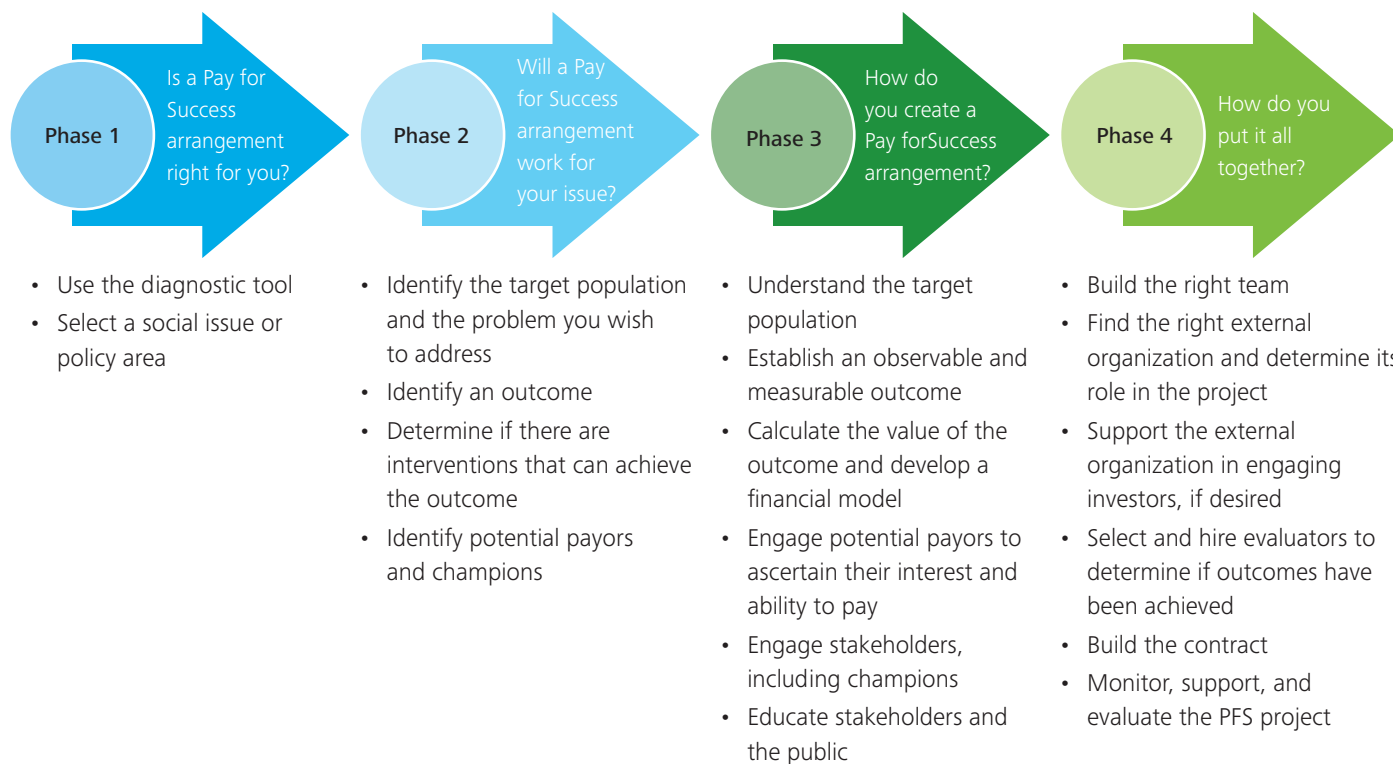 Phase 1
Is a Pay for
Success
arrangement
right for you?
• Use the diagnostic tool
• Select a social issue or
policy area
Phase 2
Will a Pay
for Success
arrangement
work for
your issue?
• Identify the target population
and the problem you wish
to address
• Identify an outcome
• Determine if there are
interventions that can achieve
the outcome
• Identify potential payors
and champions
Phase 3
How do
you create a
Pay forSuccess
arrangement?
• Understand the target
population
• Establish an observable and
measurable outcome
• Calculate the value of the
outcome and develop a
financial model
• Engage potential payors to
ascertain their interest and
ability to pay
• Engage stakeholders,
including champions
• Educate stakeholders and
the public
Phase 4
How do you
put it all
together?
• Build the right team
• Find the right external
organization and determine its
role in the project
• Support the external
organization in engaging
investors, if desired
• Select and hire evaluators to
determine if outcomes have
been achieved
• Build the contract
• Monitor, support, and
evaluate the PFS project